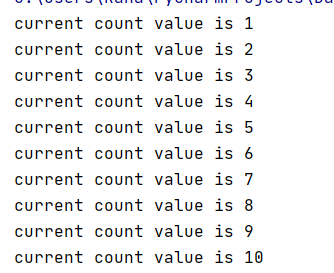 current count value is 1
current count value is 2
current count value is 3
current count value is 4
current count value is 5
current count value is 6
current count value is 7
current count value is 8
current count value is 9
current count value is 10